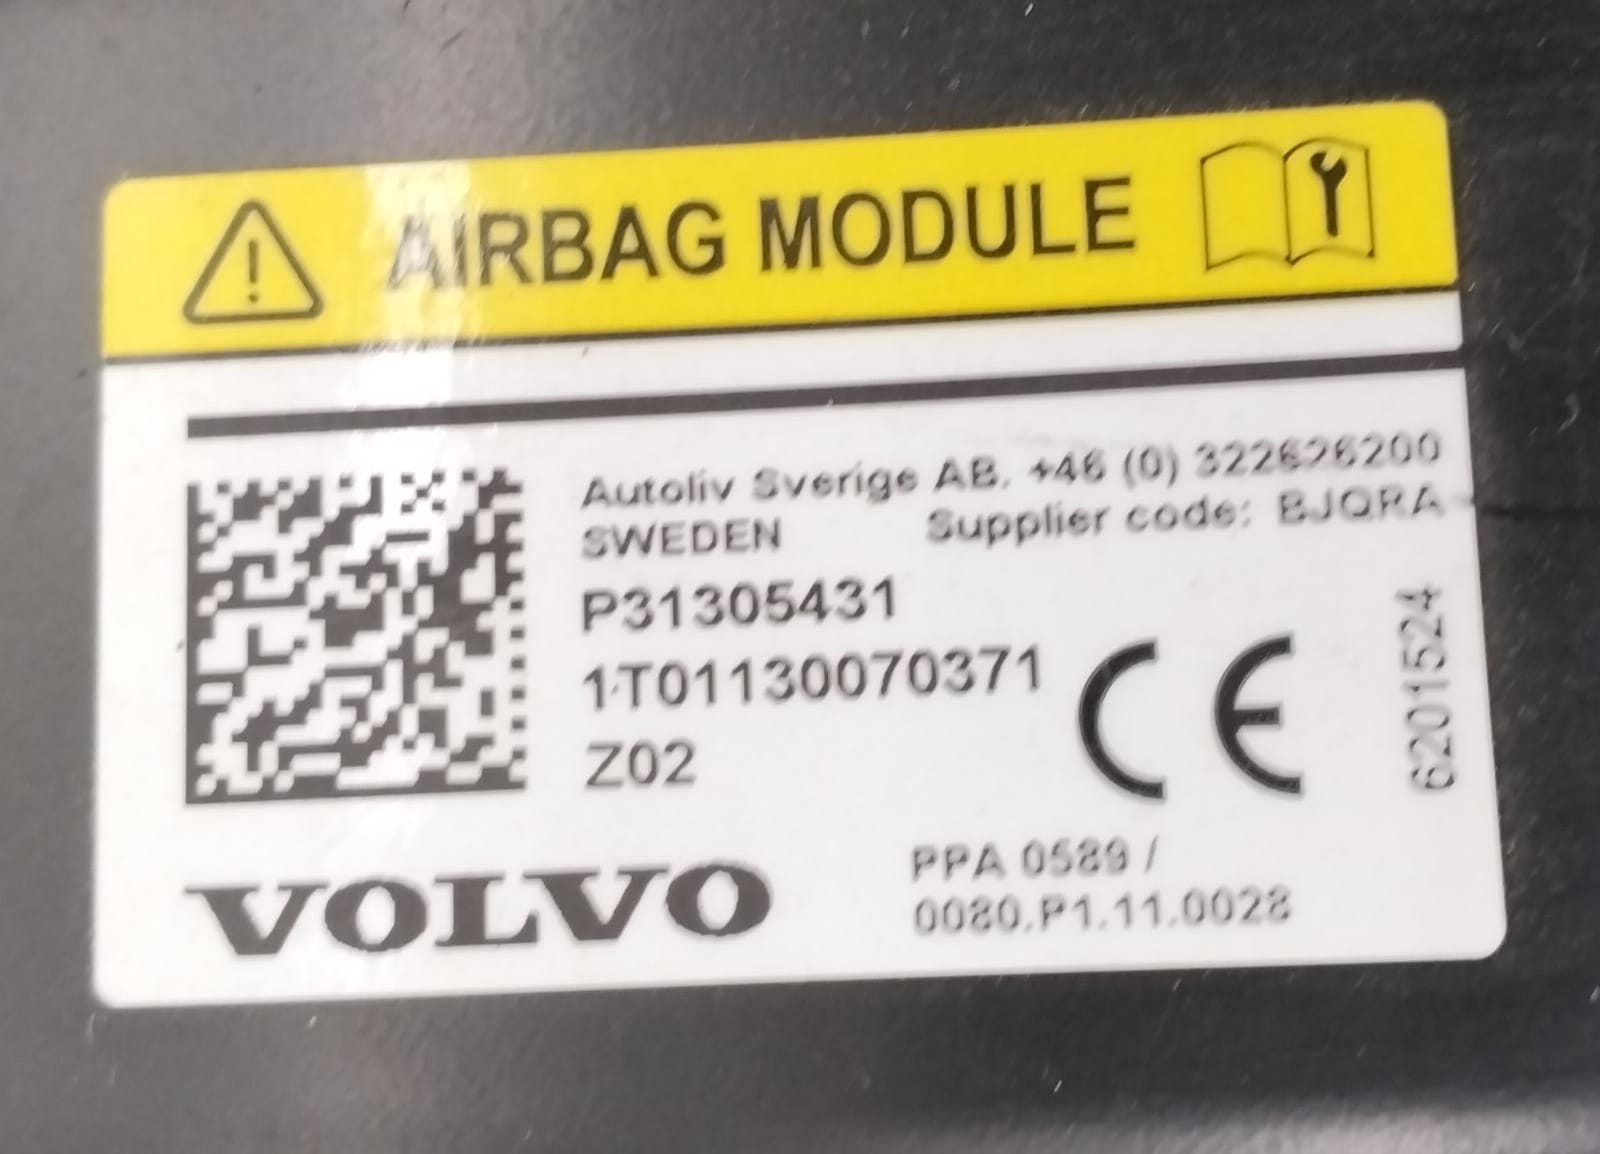 AIRBAG MODULE
Autoliv Sverige AB. +46 (0) 322626200
SWEDEN Supplier code: BJQRA
P31305431
1T01130070371
Z02
CE
6201524
VOLVO
PPA 0589 /
0080.P1.11.0028